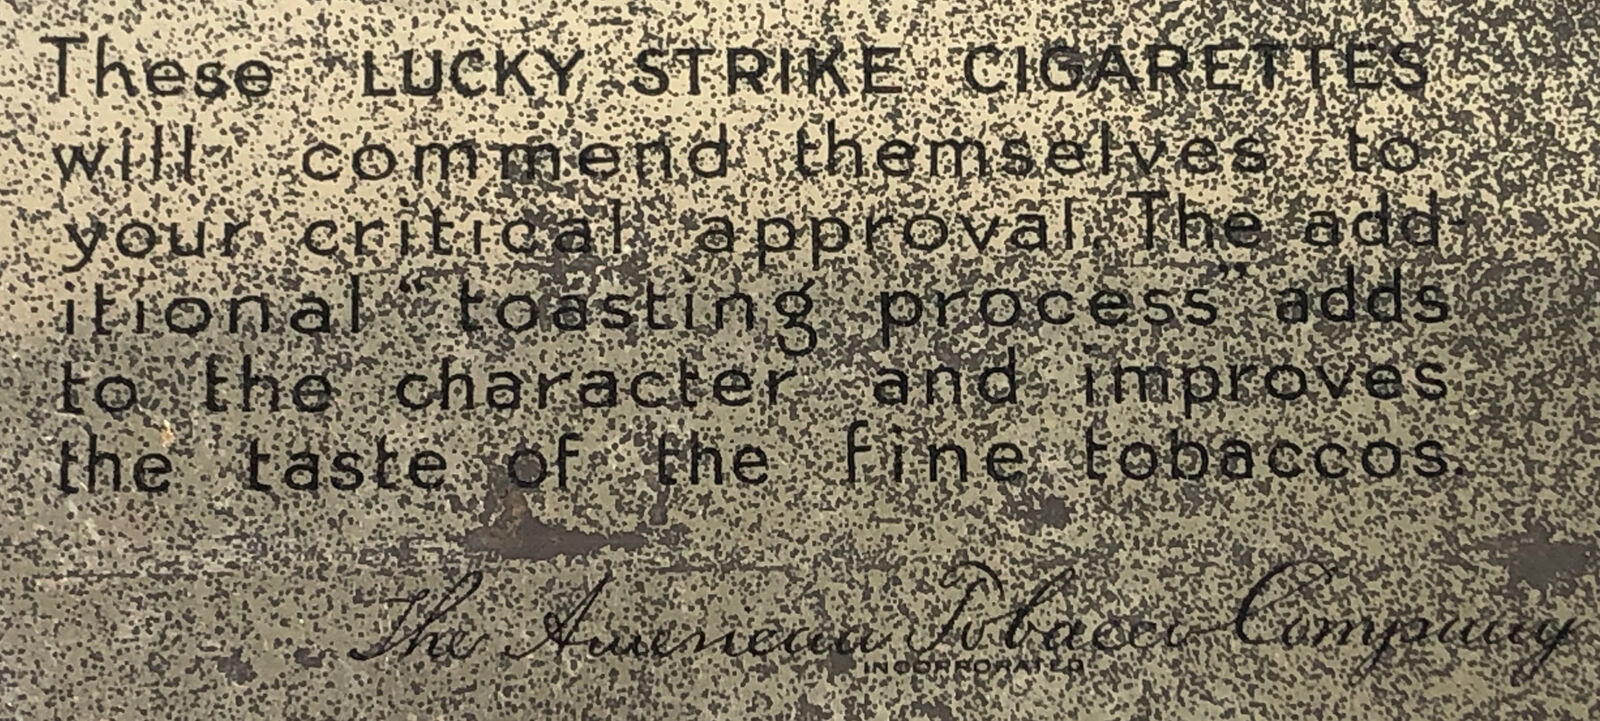 These LUCKY STRIKE CIGARETTES
will commend themselves to
your critical approval. The add-
itional “toasting process” adds
to the character and improves
the taste of the fine tobaccos.
The American Tobacco Company
INCORPORATED